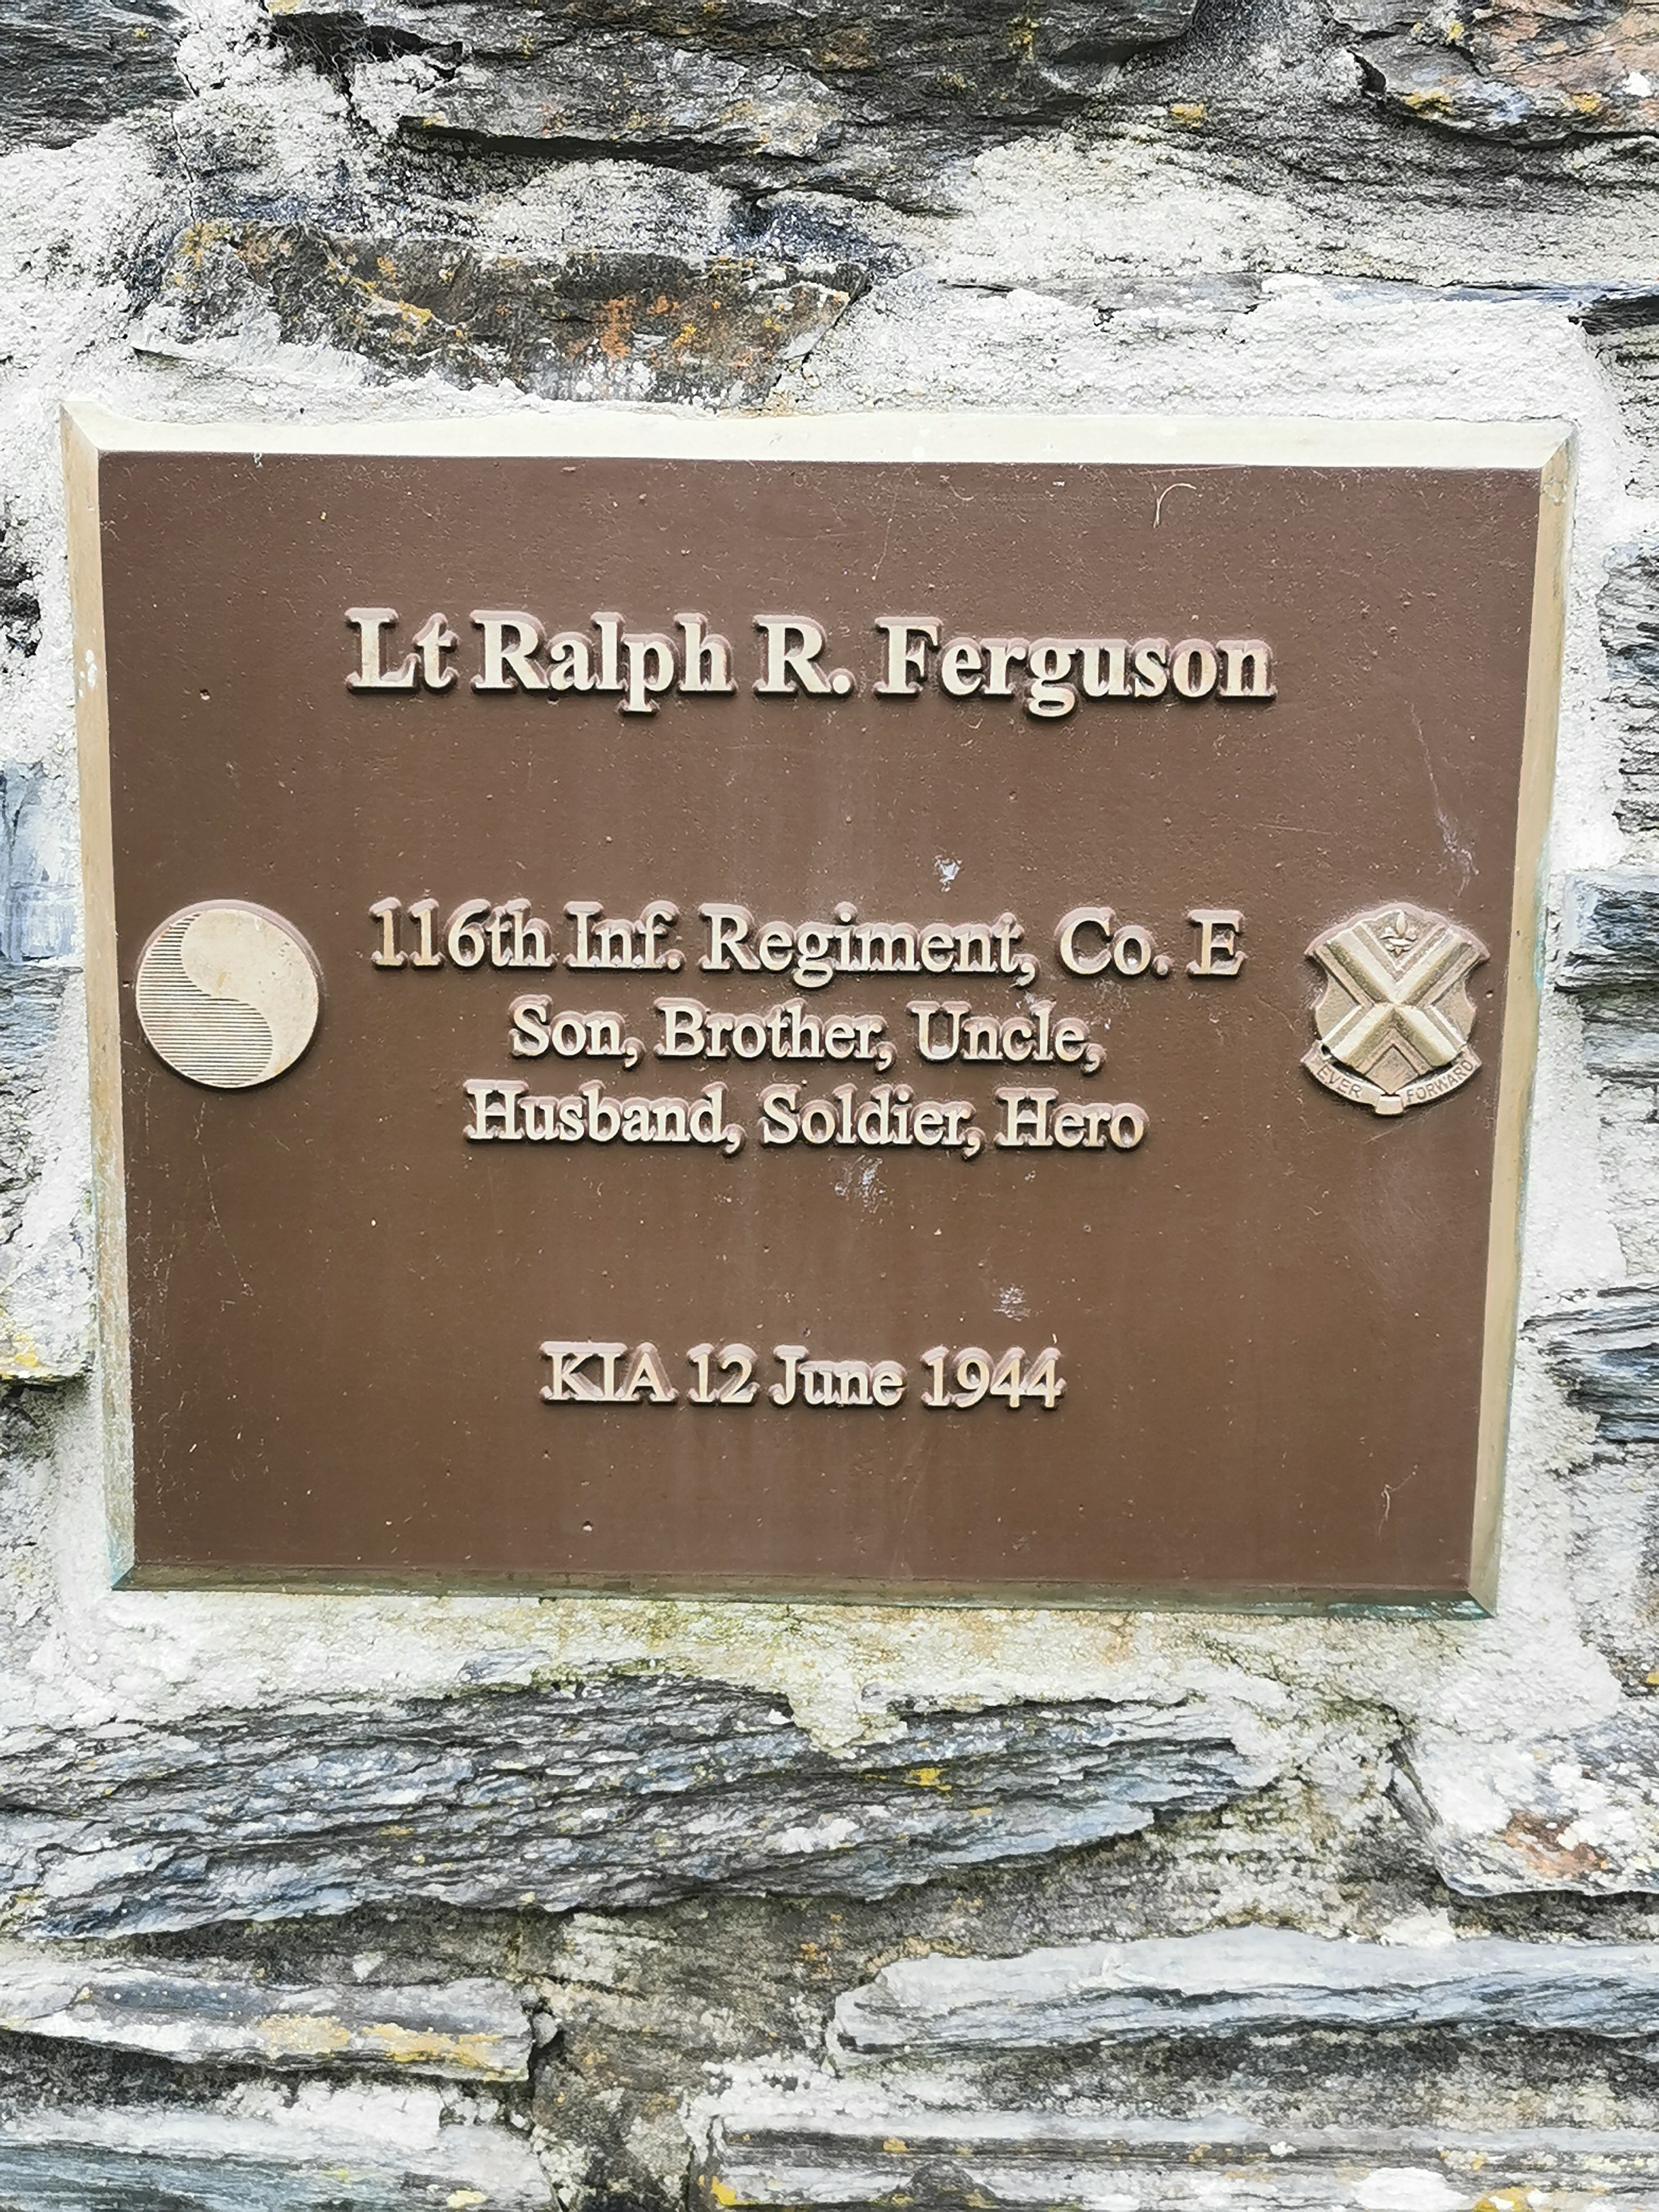 Lt Ralph R. Ferguson
116th Inf. Regiment, Co. E
Son, Brother, Uncle,
Husband, Soldier, Hero
EVER FORWARD
KIA 12 June 1944